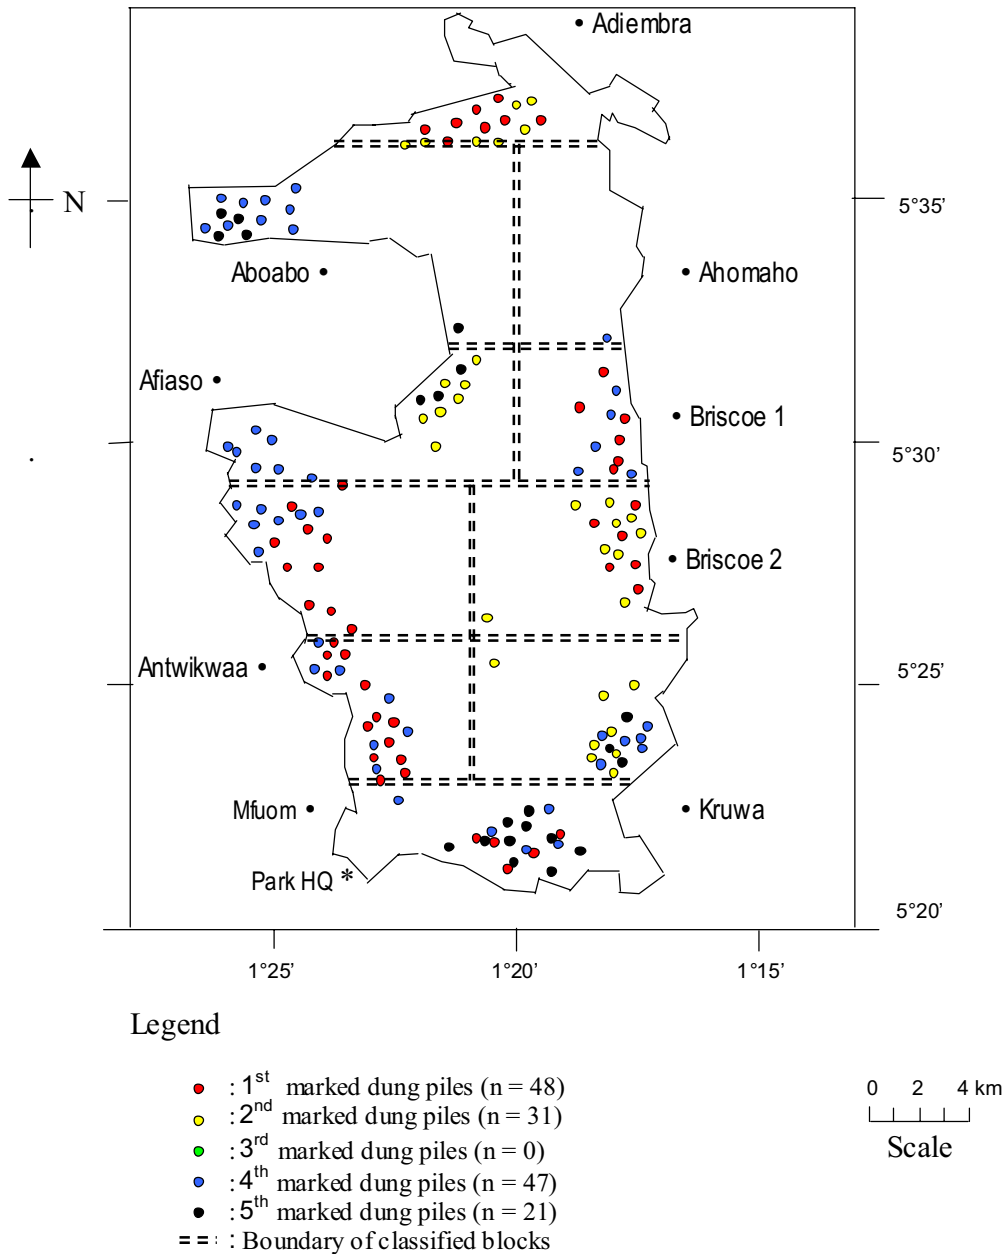 Adiembra
N
5°35’
Aboabo
Ahomaho
Afiaso
Briscoe 1
5°30’
Briscoe 2
Antwikwaa
5°25’
Mfuom
Kruwa
Park HQ *
5°20’
1°25’ 1°20’ 1°15’
Legend
: 1st marked dung piles (n = 48)
: 2nd marked dung piles (n = 31)
: 3rd marked dung piles (n = 0)
: 4th marked dung piles (n = 47)
: 5th marked dung piles (n = 21)
: Boundary of classified blocks
0 2 4 km
Scale